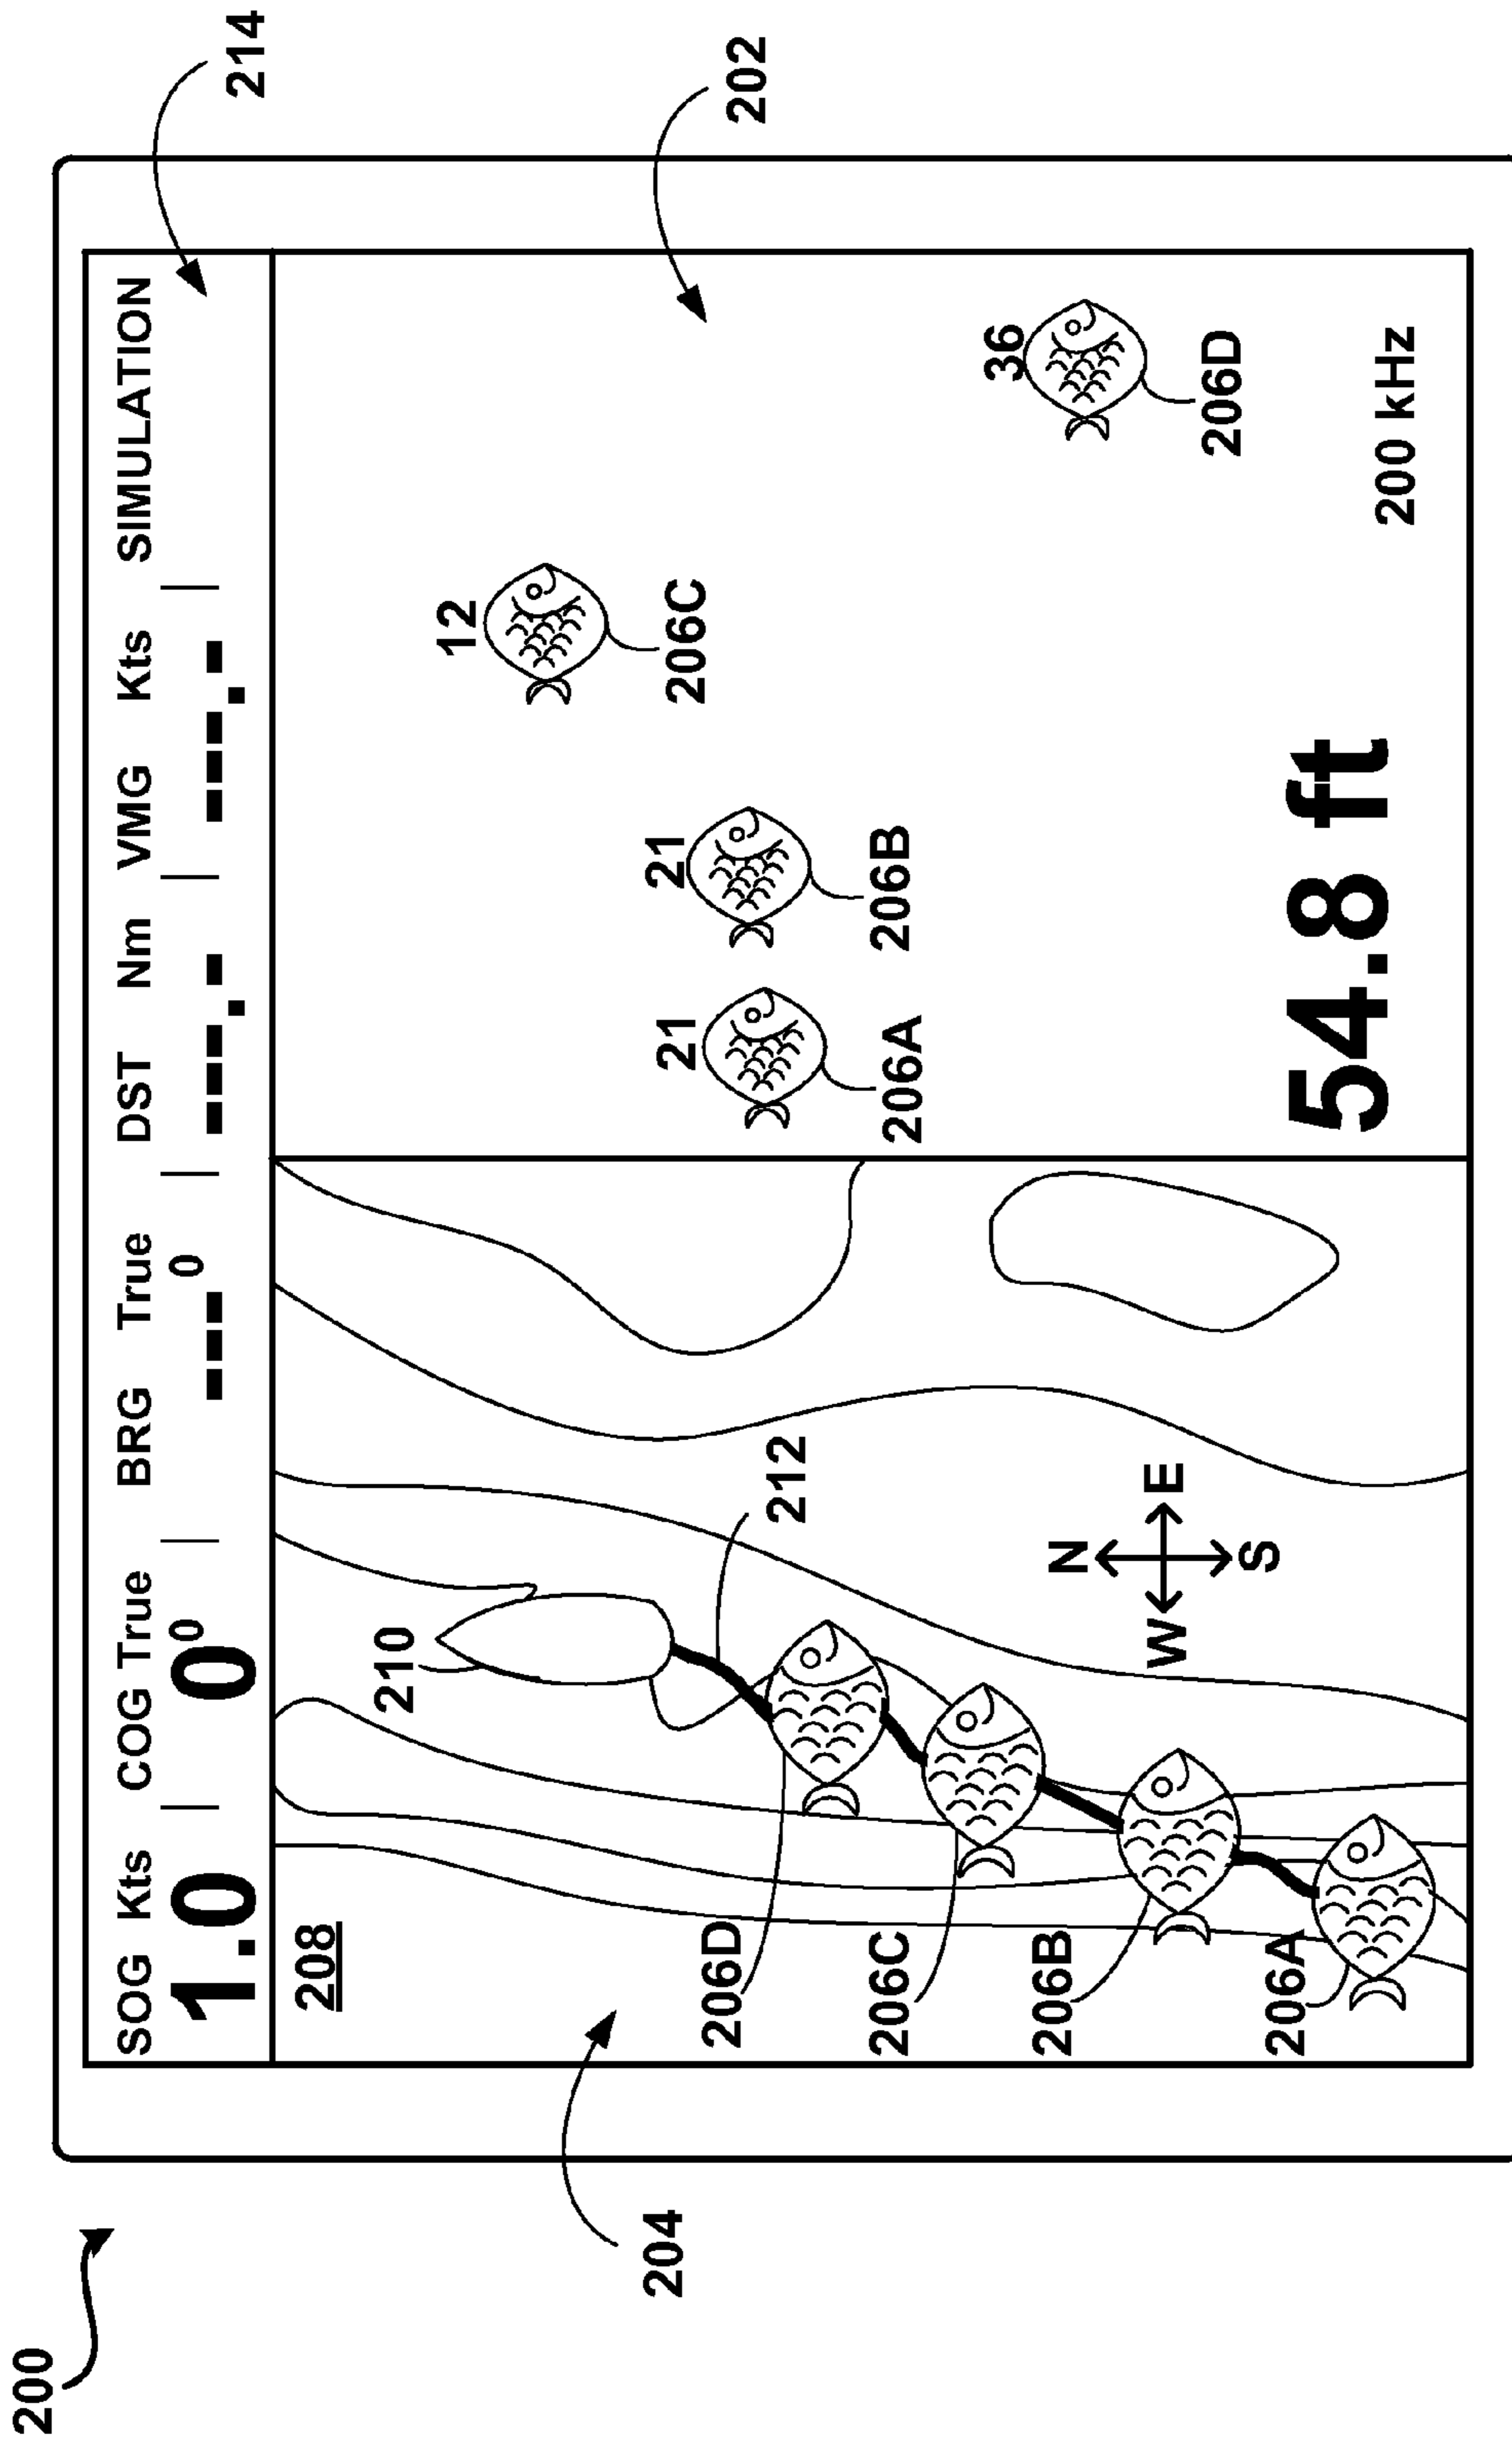 200
214
202
204
SOG Kts | COG True | BRG True | DST Nm | VMG Kts | SIMULATION
1.0 0° ---° ---.- ---.-
208
210
212
206D
206C
206B
206A
N
W E
S
12
206C
21
206B
21
206A
36
206D
54.8 ft
200 kHz